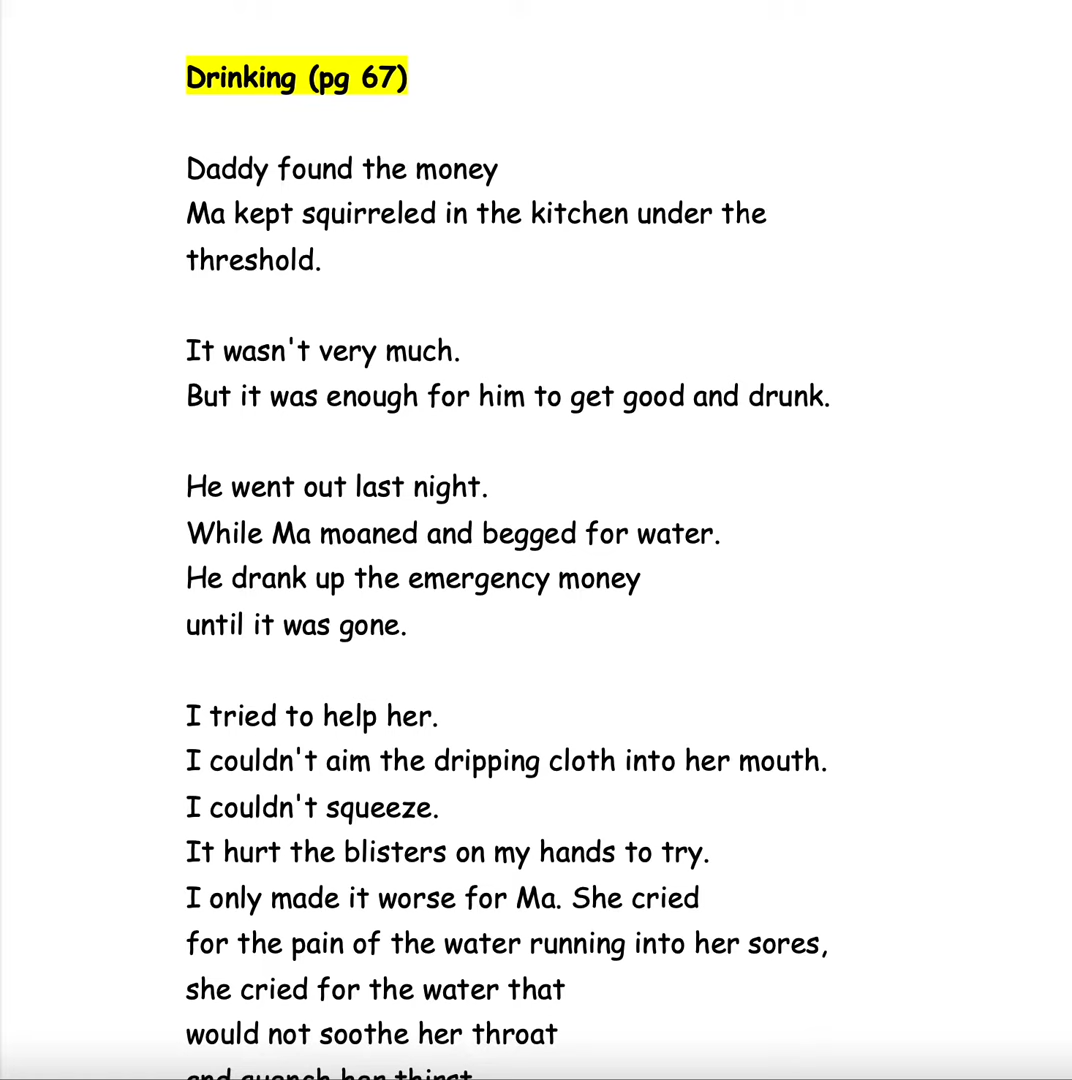 Drinking (pg 67)
Daddy found the money
Ma kept squirreled in the kitchen under the
threshold.
It wasn't very much.
But it was enough for him to get good and drunk.
He went out last night.
While Ma moaned and begged for water.
He drank up the emergency money
until it was gone.
I tried to help her.
I couldn't aim the dripping cloth into her mouth.
I couldn't squeeze.
It hurt the blisters on my hands to try.
I only made it worse for Ma. She cried
for the pain of the water running into her sores,
she cried for the water that
would not soothe her throat
and quench her thirst